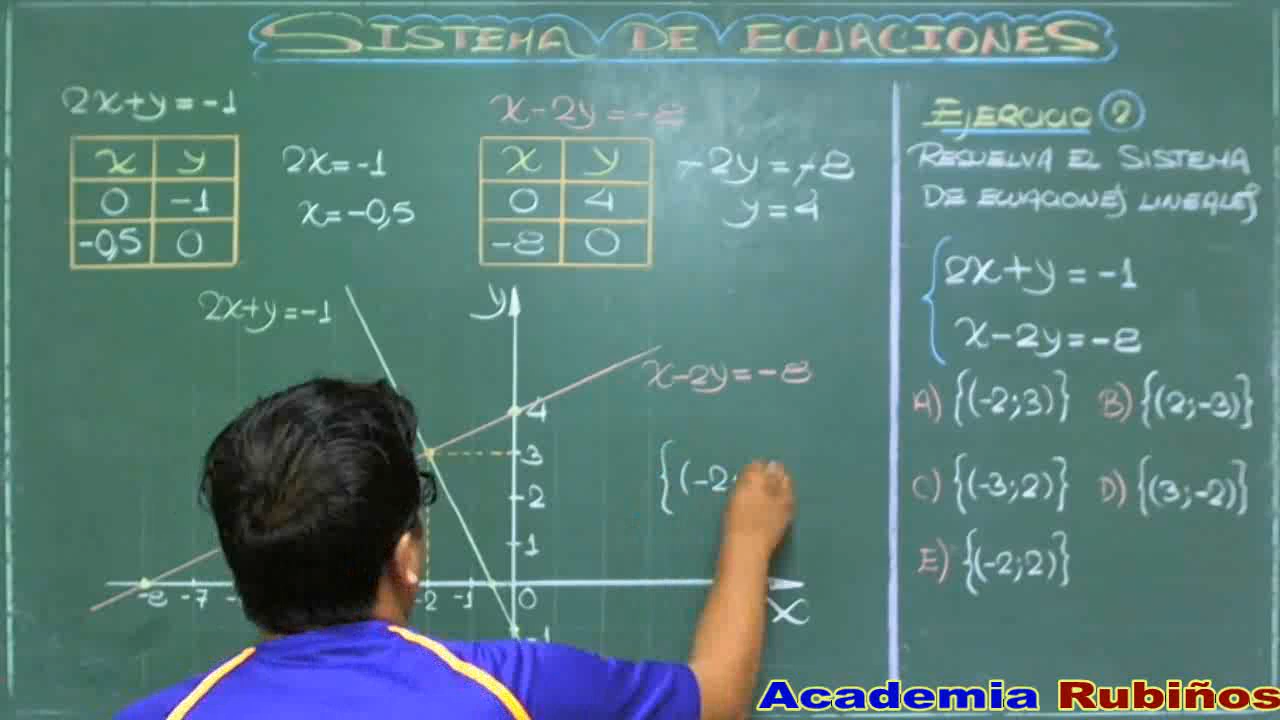 SISTEMA DE ECUACIONES
2x+y=-1
x y
0 -1
-0,5 0
2x=-1
x=-0,5
x-2y=-8
x y
0 4
-8 0
-2y=-8
y=4
2x+y=-1
y
x-2y=-8
4
3
2
1
-8 -7 -2 -1 0
x
-1
{(-2;
EJERCICIO 2
RESUELVA EL SISTEMA
DE ECUACIONES LINEALES
2x+y=-1
x-2y=-8
A) {(-2;3)} B) {(2;-3)}
C) {(-3;2)} D) {(3;-2)}
E) {(-2;2)}
Academia Rubiños